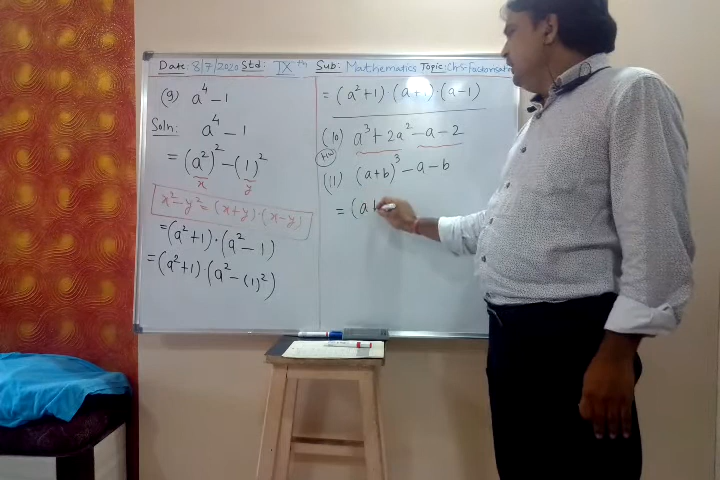 Date: 8/7/2020 Std: IXth Sub: Mathematics Topic: Ch-5 factorisation
(9) a⁴ - 1
Soln: a⁴ - 1
= (a²)² - (1)²
x y
x² - y² = (x+y)·(x-y)
= (a²+1)·(a² - 1)
= (a²+1)·(a² - (1)²)
= (a²+1)·(a+1)·(a-1)
(10) a³ + 2a² - a - 2
HW
(11) (a+b)³ - a - b
= (a